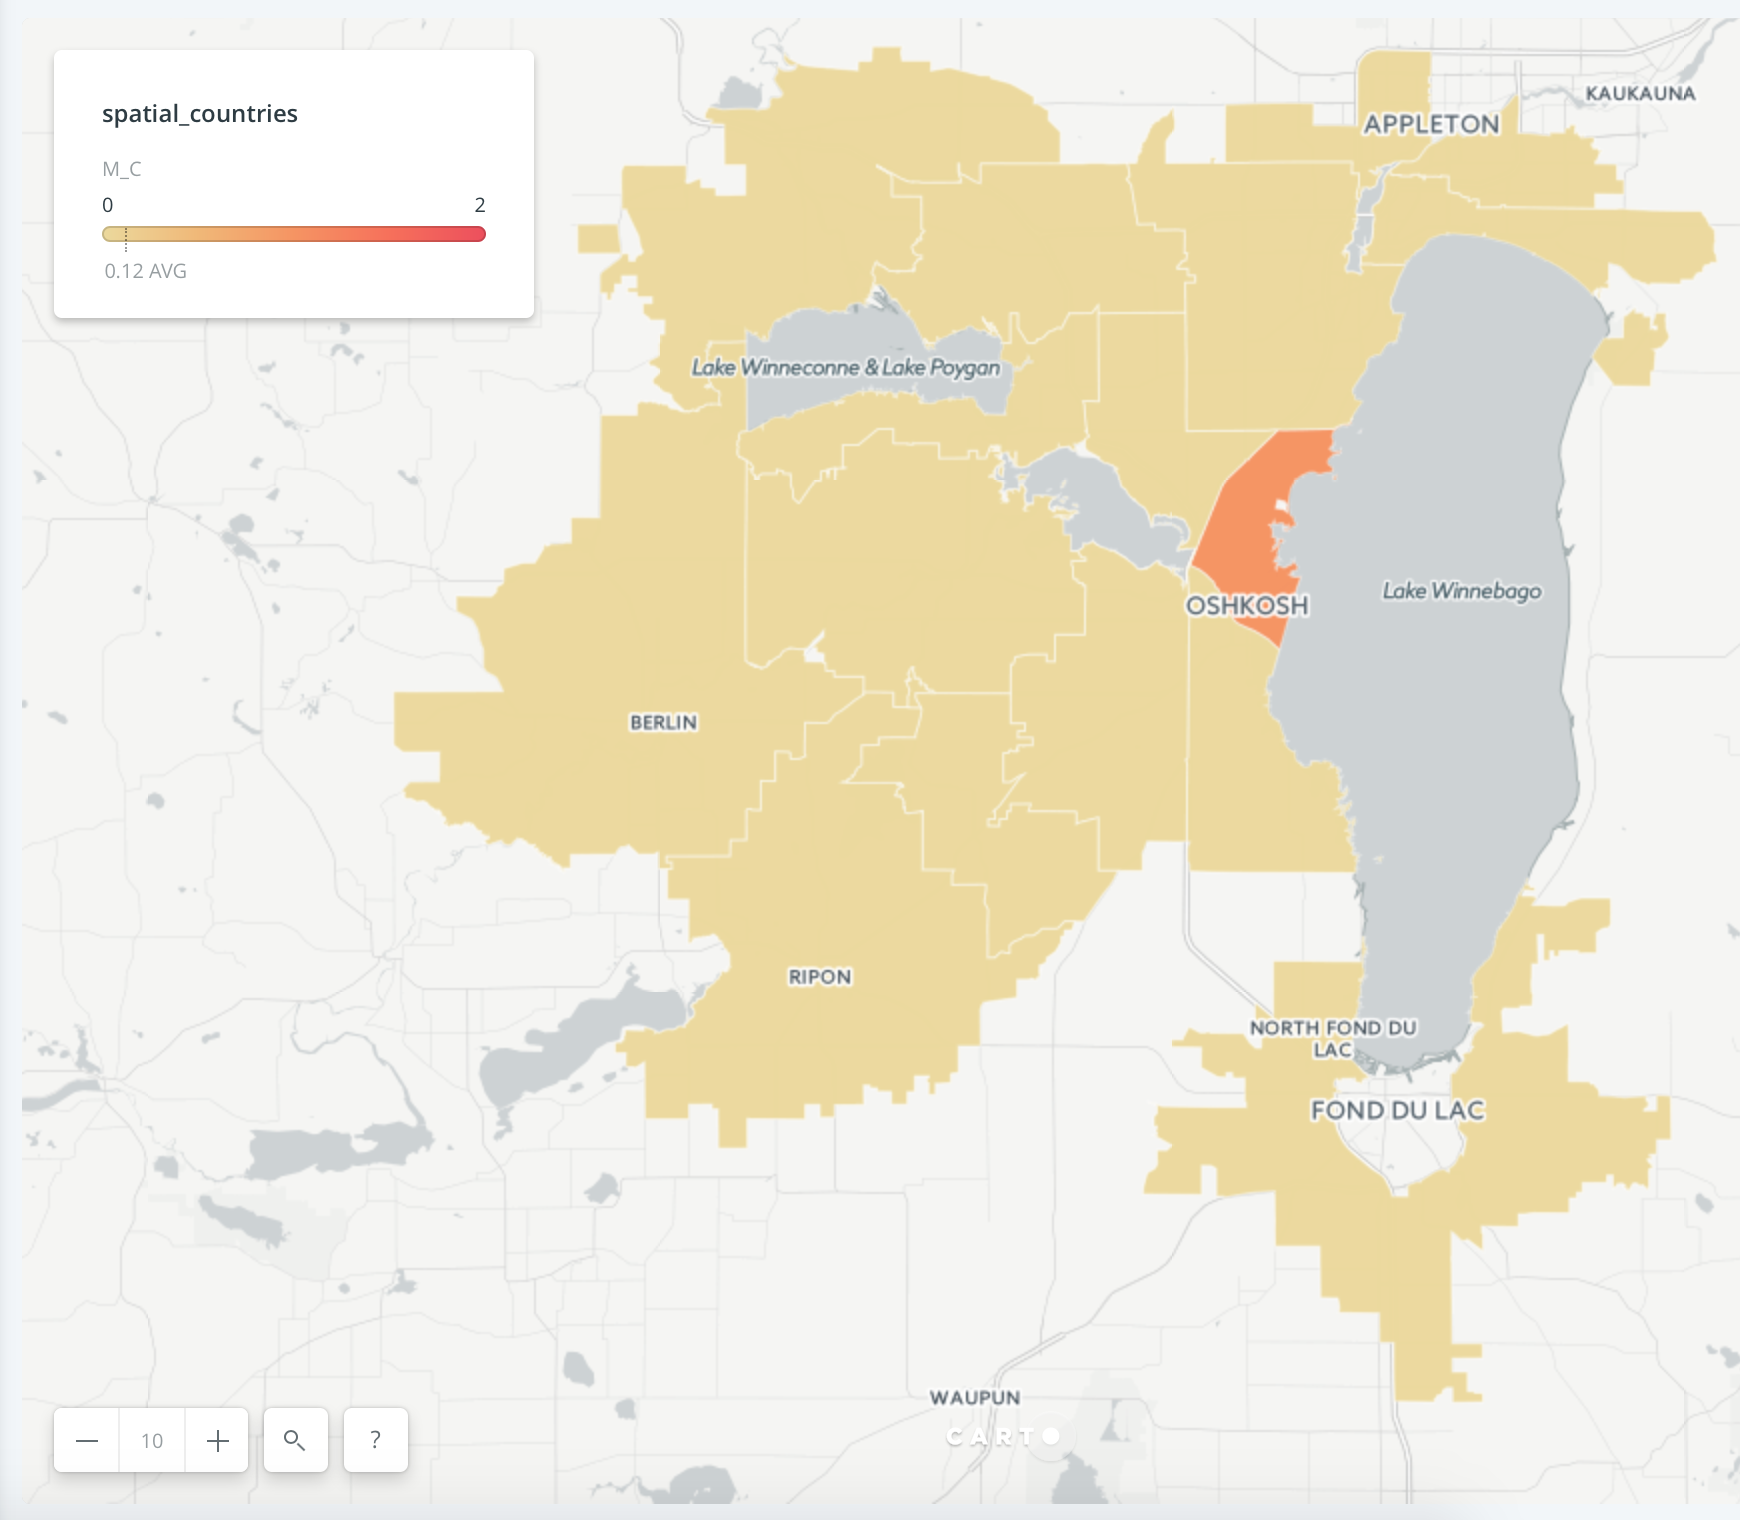 spatial_countries
M_C
0 2
0.12 AVG
KAUKAUNA
APPLETON
Lake Winneconne & Lake Poygan
Lake Winnebago
OSHKOSH
BERLIN
RIPON
NORTH FOND DU
LAC
FOND DU LAC
WAUPUN
CARTO
10
?